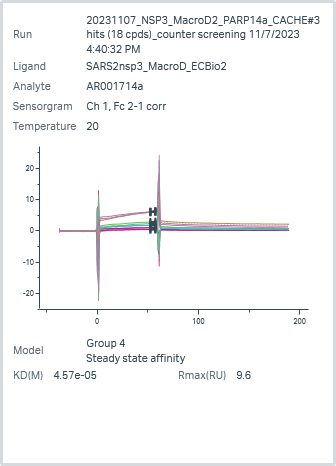 Run 20231107_NSP3_MacroD2_PARP14a_CACHE#3
hits (18 cpds)_counter screening 11/7/2023
4:40:32 PM
Ligand SARS2nsp3_MacroD_ECBio2
Analyte AR001714a
Sensorgram Ch 1, Fc 2-1 corr
Temperature 20
20
10
0
-10
-20
0 100 200
Model Group 4
Steady state affinity
KD(M) 4.57e-05 Rmax(RU) 9.6